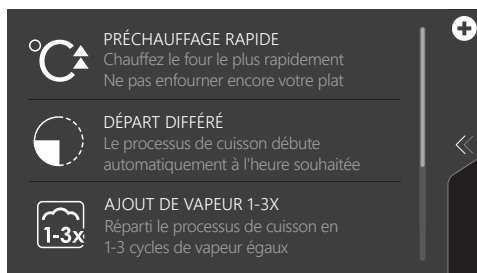 °C
PRÉCHAUFFAGE RAPIDE
Chauffez le four le plus rapidement
Ne pas enfourner encore votre plat
DÉPART DIFFÉRÉ
Le processus de cuisson débute
automatiquement à l'heure souhaitée
1-3x
AJOUT DE VAPEUR 1-3X
Réparti le processus de cuisson en
1-3 cycles de vapeur égaux